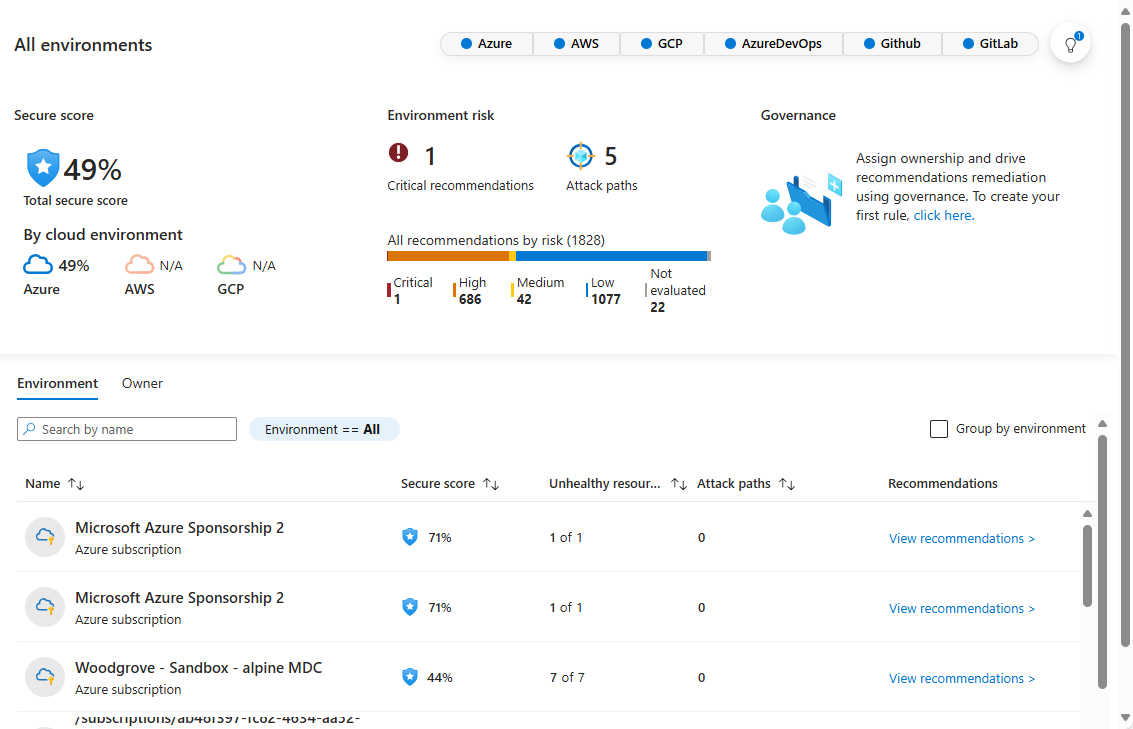 All environments
Azure
AWS
GCP
AzureDevOps
Github
GitLab
1
Secure score
49%
Total secure score
By cloud environment
49%
Azure
N/A
AWS
N/A
GCP
Environment risk
1
Critical recommendations
5
Attack paths
All recommendations by risk (1828)
Critical
1
High
686
Medium
42
Low
1077
Not
evaluated
22
Governance
Assign ownership and drive
recommendations remediation
using governance. To create your
first rule, click here.
Environment
Owner
Search by name
Environment == All
Group by environment
Name
Secure score
Unhealthy resour...
Attack paths
Recommendations
Microsoft Azure Sponsorship 2
Azure subscription
71%
1 of 1
0
View recommendations >
Microsoft Azure Sponsorship 2
Azure subscription
71%
1 of 1
0
View recommendations >
Woodgrove - Sandbox - alpine MDC
Azure subscription
44%
7 of 7
0
View recommendations >
/subscriptions/ab46f397-fc62-4634-aa52-